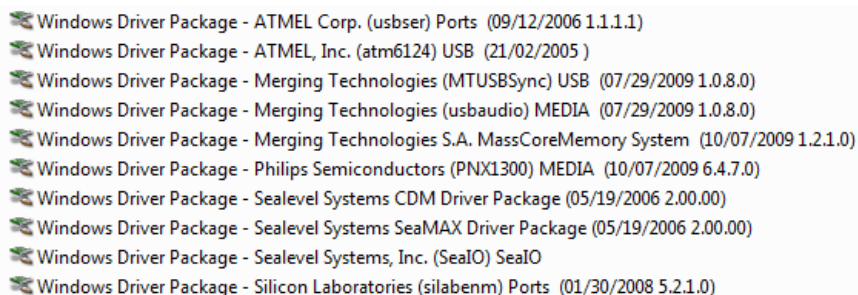 Windows Driver Package - ATMEL Corp. (usbser) Ports (09/12/2006 1.1.1.1)
Windows Driver Package - ATMEL, Inc. (atm6124) USB (21/02/2005 )
Windows Driver Package - Merging Technologies (MTUSBSync) USB (07/29/2009 1.0.8.0)
Windows Driver Package - Merging Technologies (usbaudio) MEDIA (07/29/2009 1.0.8.0)
Windows Driver Package - Merging Technologies S.A. MassCoreMemory System (10/07/2009 1.2.1.0)
Windows Driver Package - Philips Semiconductors (PNX1300) MEDIA (10/07/2009 6.4.7.0)
Windows Driver Package - Sealevel Systems CDM Driver Package (05/19/2006 2.00.00)
Windows Driver Package - Sealevel Systems SeaMAX Driver Package (05/19/2006 2.00.00)
Windows Driver Package - Sealevel Systems, Inc. (SeaIO) SeaIO
Windows Driver Package - Silicon Laboratories (silabenm) Ports (01/30/2008 5.2.1.0)